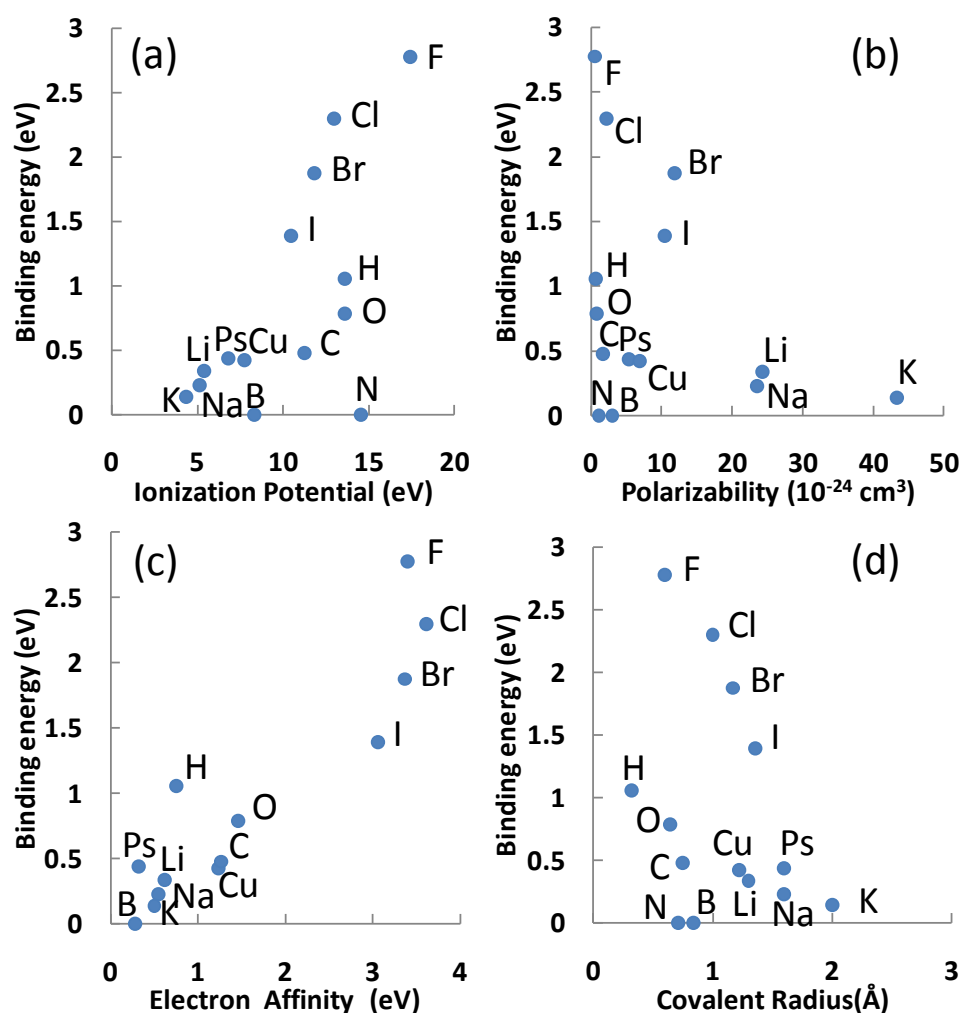 (a)
Binding energy (eV)
3
2.5
2
1.5
1
0.5
0
F
Cl
Br
I
H
O
C
Ps
Cu
Li
K
Na
B
N
0
5
10
15
20
Ionization Potential (eV)
(b)
Binding energy (eV)
3
2.5
2
1.5
1
0.5
0
F
Cl
Br
I
H
O
C
Ps
Cu
Li
Na
K
N
B
0
10
20
30
40
50
Polarizability (10⁻²⁴ cm³)
(c)
Binding energy (eV)
3
2.5
2
1.5
1
0.5
0
F
Cl
Br
I
H
O
C
Cu
Ps
Li
Na
K
B
0
1
2
3
4
Electron Affinity (eV)
(d)
Binding energy (eV)
3
2.5
2
1.5
1
0.5
0
F
Cl
Br
I
H
O
C
Cu
Ps
Li
Na
K
N
B
0
1
2
3
Covalent Radius(Å)